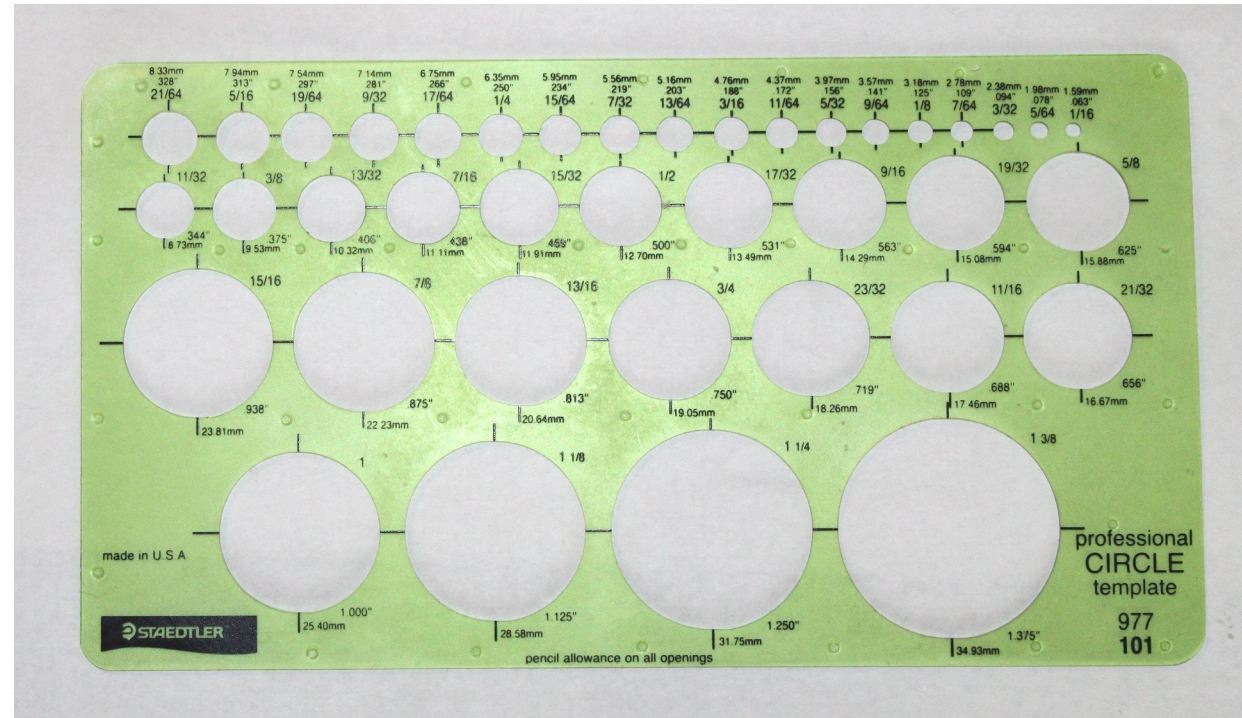 8.33mm 7 94mm 7 54mm 7 14mm 6 75mm 6.35mm 5.95mm 5 56mm 5.16mm 4.76mm 4 37mm 3.97mm 3.57mm 3.18mm 2 78mm 2.38mm 1.98mm 1.59mm
328" 313" 297" 281" 266" 250" 234" 219" 203" 188" 172" 156" 141" 125" 109" 094" 078" 063"
21/64 5/16 19/64 9/32 17/64 1/4 15/64 7/32 13/64 3/16 11/64 5/32 9/64 1/8 7/64 3/32 5/64 1/16
11/32 3/8 13/32 7/16 15/32 1/2 17/32 9/16 19/32 5/8
344" 375" 406" 438" 469" 500" .531" 563" 594" .625"
8 73mm 9 53mm 10 32mm 11 11mm 11 91mm 12 70mm 13 49mm 14 29mm 15 08mm 15 88mm
15/16 7/8 13/16 3/4 23/32 11/16 21/32
.938" .875" .813" .750" .719" .688" .656"
23.81mm 22 23mm 20.64mm 19.05mm 18.26mm 17 46mm 16.67mm
1 1 1/8 1 1/4 1 3/8
1.000" 1.125" 1.250" 1.375"
25 40mm 28.58mm 31.75mm 34.93mm
made in U S A
STAEDTLER
pencil allowance on all openings
professional
CIRCLE
template
977
101